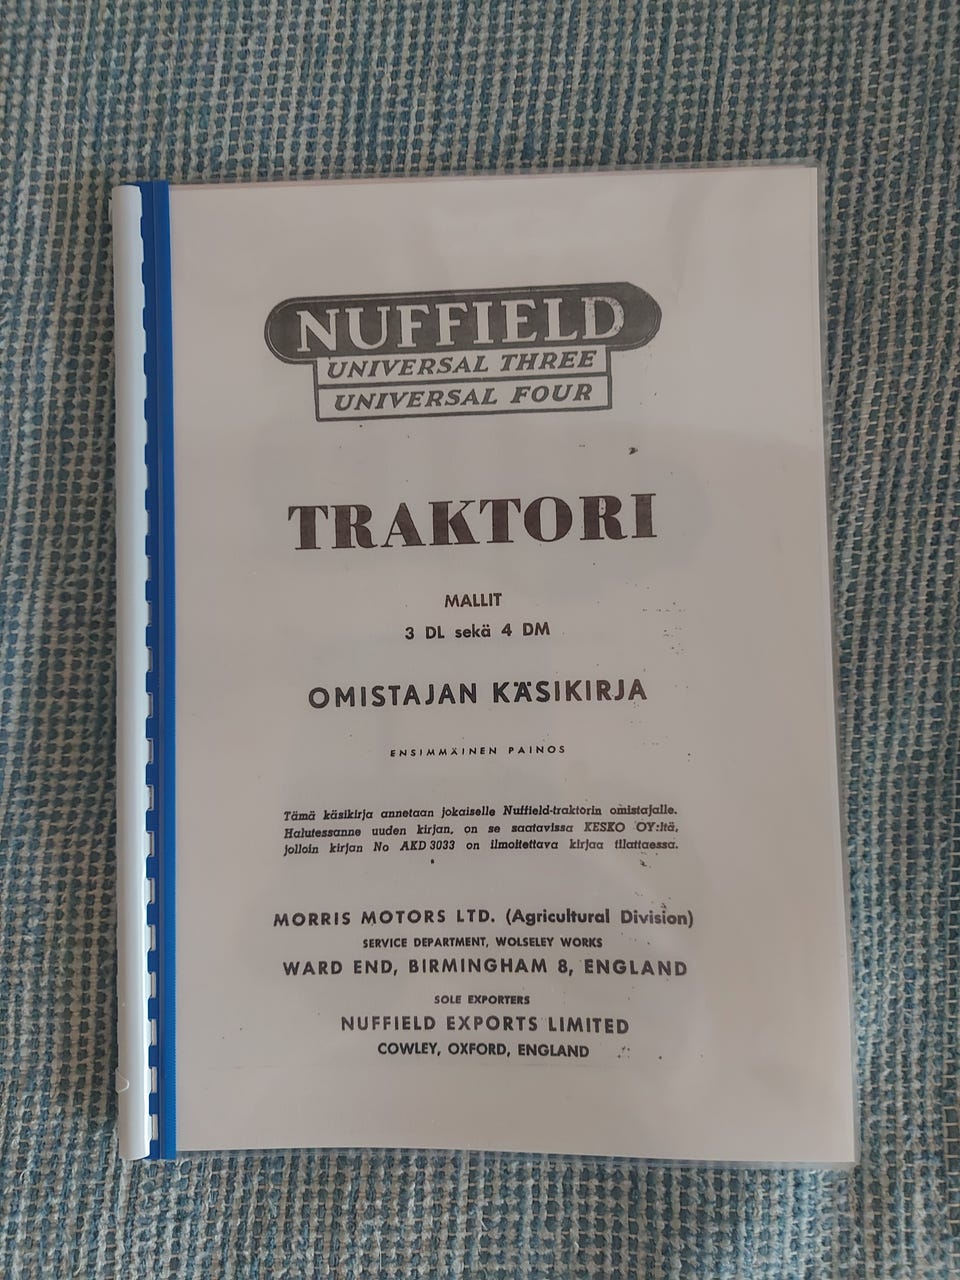 NUFFIELD
UNIVERSAL THREE
UNIVERSAL FOUR
TRAKTORI
MALLIT
3 DL sekä 4 DM
OMISTAJAN KÄSIKIRJA
ENSIMMÄINEN PAINOS
Tämä käsikirja annetaan jokaiselle Nuffield-traktorin omistajalle.
Halutessanne uuden kirjan, on se saatavissa KESKO OY:ltä,
jolloin kirjan No AKD 3033 on ilmoitettava kirjaa tilattaessa.
MORRIS MOTORS LTD. (Agricultural Division)
SERVICE DEPARTMENT, WOLSELEY WORKS
WARD END, BIRMINGHAM 8, ENGLAND
SOLE EXPORTERS
NUFFIELD EXPORTS LIMITED
COWLEY, OXFORD, ENGLAND